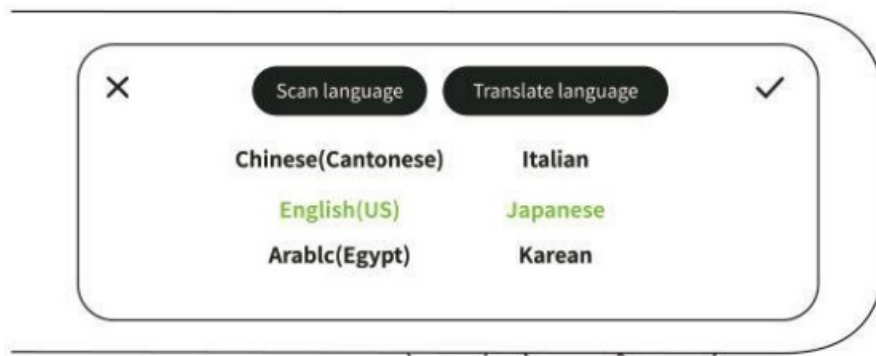 Scan language Translate language
Chinese(Cantonese) Italian
English(US) Japanese
Arablc(Egypt) Karean